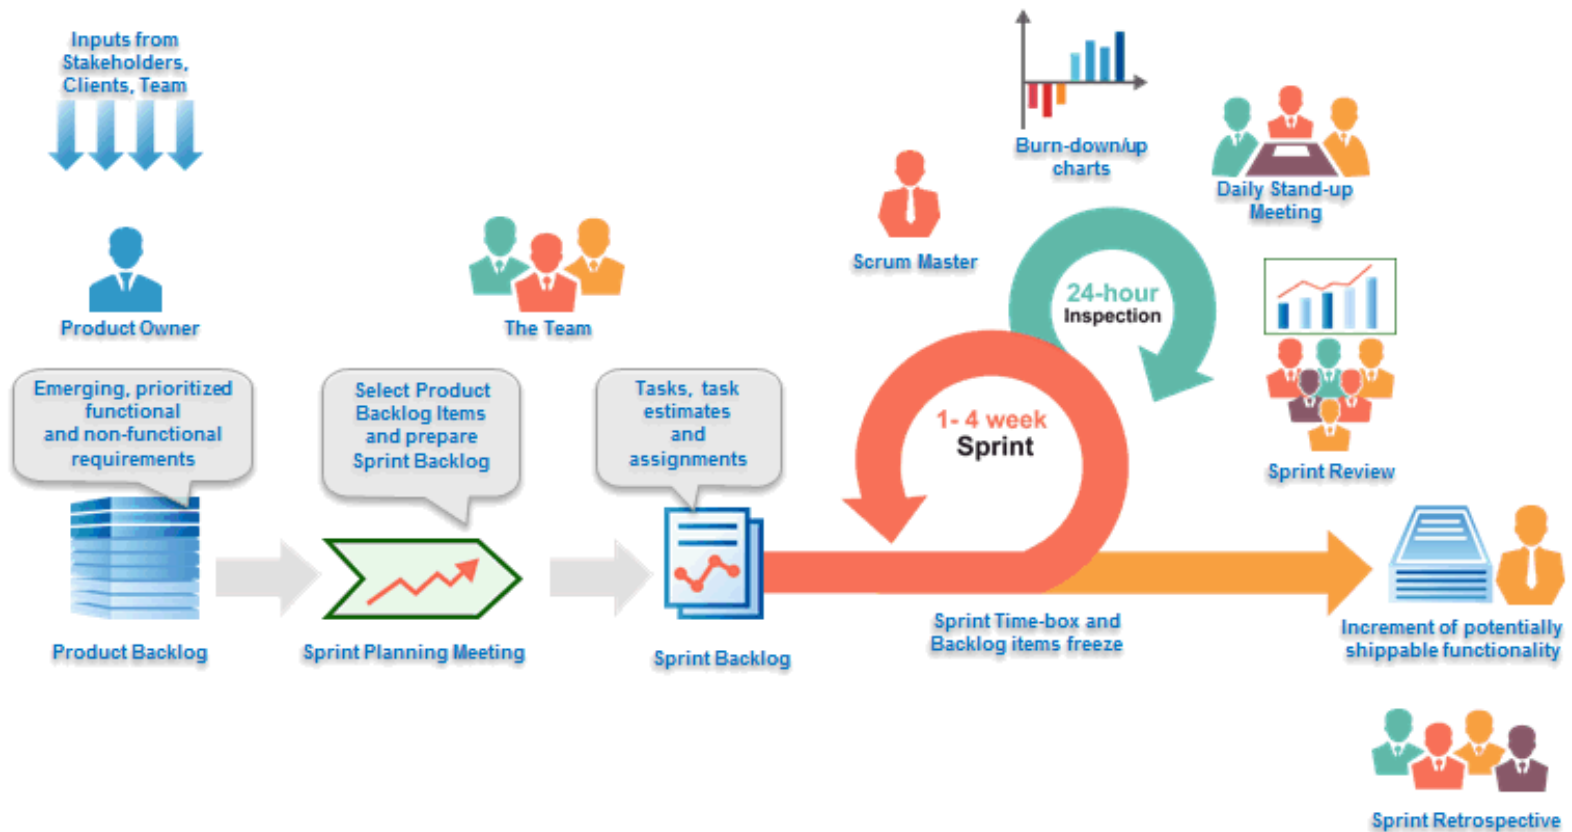 Inputs from
Stakeholders,
Clients, Team
Product Owner
Emerging, prioritized
functional
and non-functional
requirements
Product Backlog
The Team
Select Product
Backlog Items
and prepare
Sprint Backlog
Sprint Planning Meeting
Tasks, task
estimates
and
assignments
Sprint Backlog
Scrum Master
Burn-down/up
charts
Daily Stand-up
Meeting
24-hour
Inspection
1- 4 week
Sprint
Sprint Review
Sprint Time-box and
Backlog items freeze
Increment of potentially
shippable functionality
Sprint Retrospective